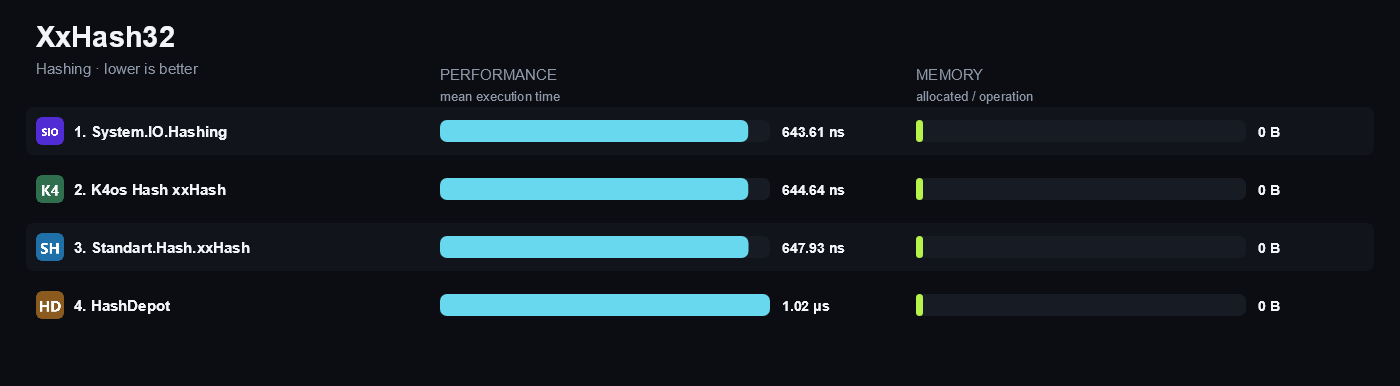 XxHash32
Hashing · lower is better
PERFORMANCE
mean execution time
MEMORY
allocated / operation
SIO 1. System.IO.Hashing 643.61 ns 0 B
K4 2. K4os Hash xxHash 644.64 ns 0 B
SH 3. Standart.Hash.xxHash 647.93 ns 0 B
HD 4. HashDepot 1.02 µs 0 B